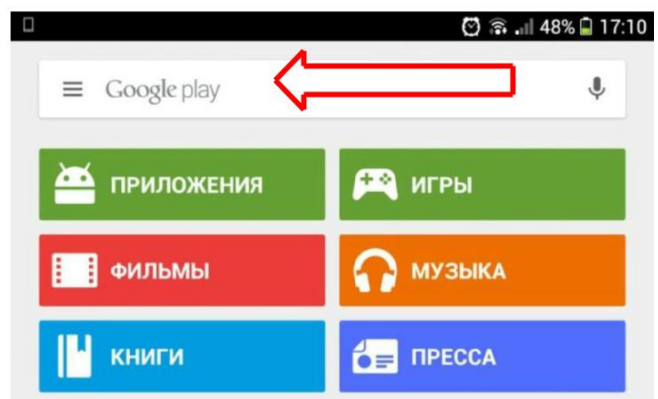 48% 17:10
Google play
ПРИЛОЖЕНИЯ ИГРЫ
ФИЛЬМЫ МУЗЫКА
КНИГИ ПРЕССА